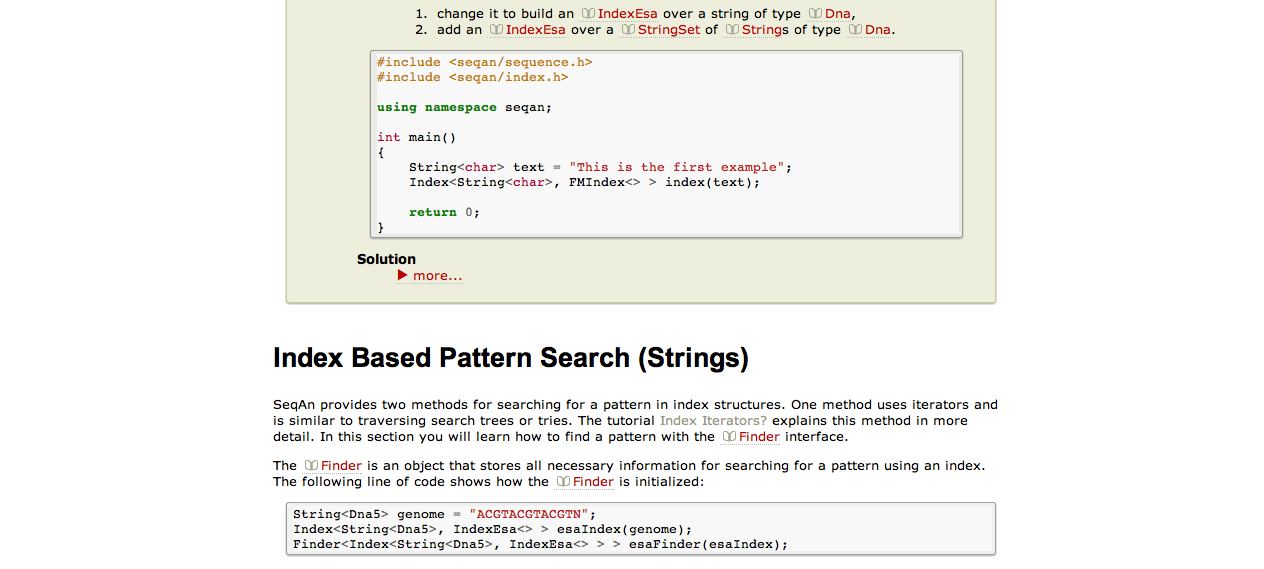 1. change it to build an IndexEsa over a string of type Dna,
2. add an IndexEsa over a StringSet of Strings of type Dna.
#include <seqan/sequence.h>
#include <seqan/index.h>
using namespace seqan;
int main()
{
String<char> text = "This is the first example";
Index<String<char>, FMIndex<> > index(text);
return 0;
}
Solution
more...
Index Based Pattern Search (Strings)
SeqAn provides two methods for searching for a pattern in index structures. One method uses iterators and
is similar to traversing search trees or tries. The tutorial Index Iterators? explains this method in more
detail. In this section you will learn how to find a pattern with the Finder interface.
The Finder is an object that stores all necessary information for searching for a pattern using an index.
The following line of code shows how the Finder is initialized:
String<Dna5> genome = "ACGTACGTACGTN";
Index<String<Dna5>, IndexEsa<> > esaIndex(genome);
Finder<Index<String<Dna5>, IndexEsa<> > > esaFinder(esaIndex);